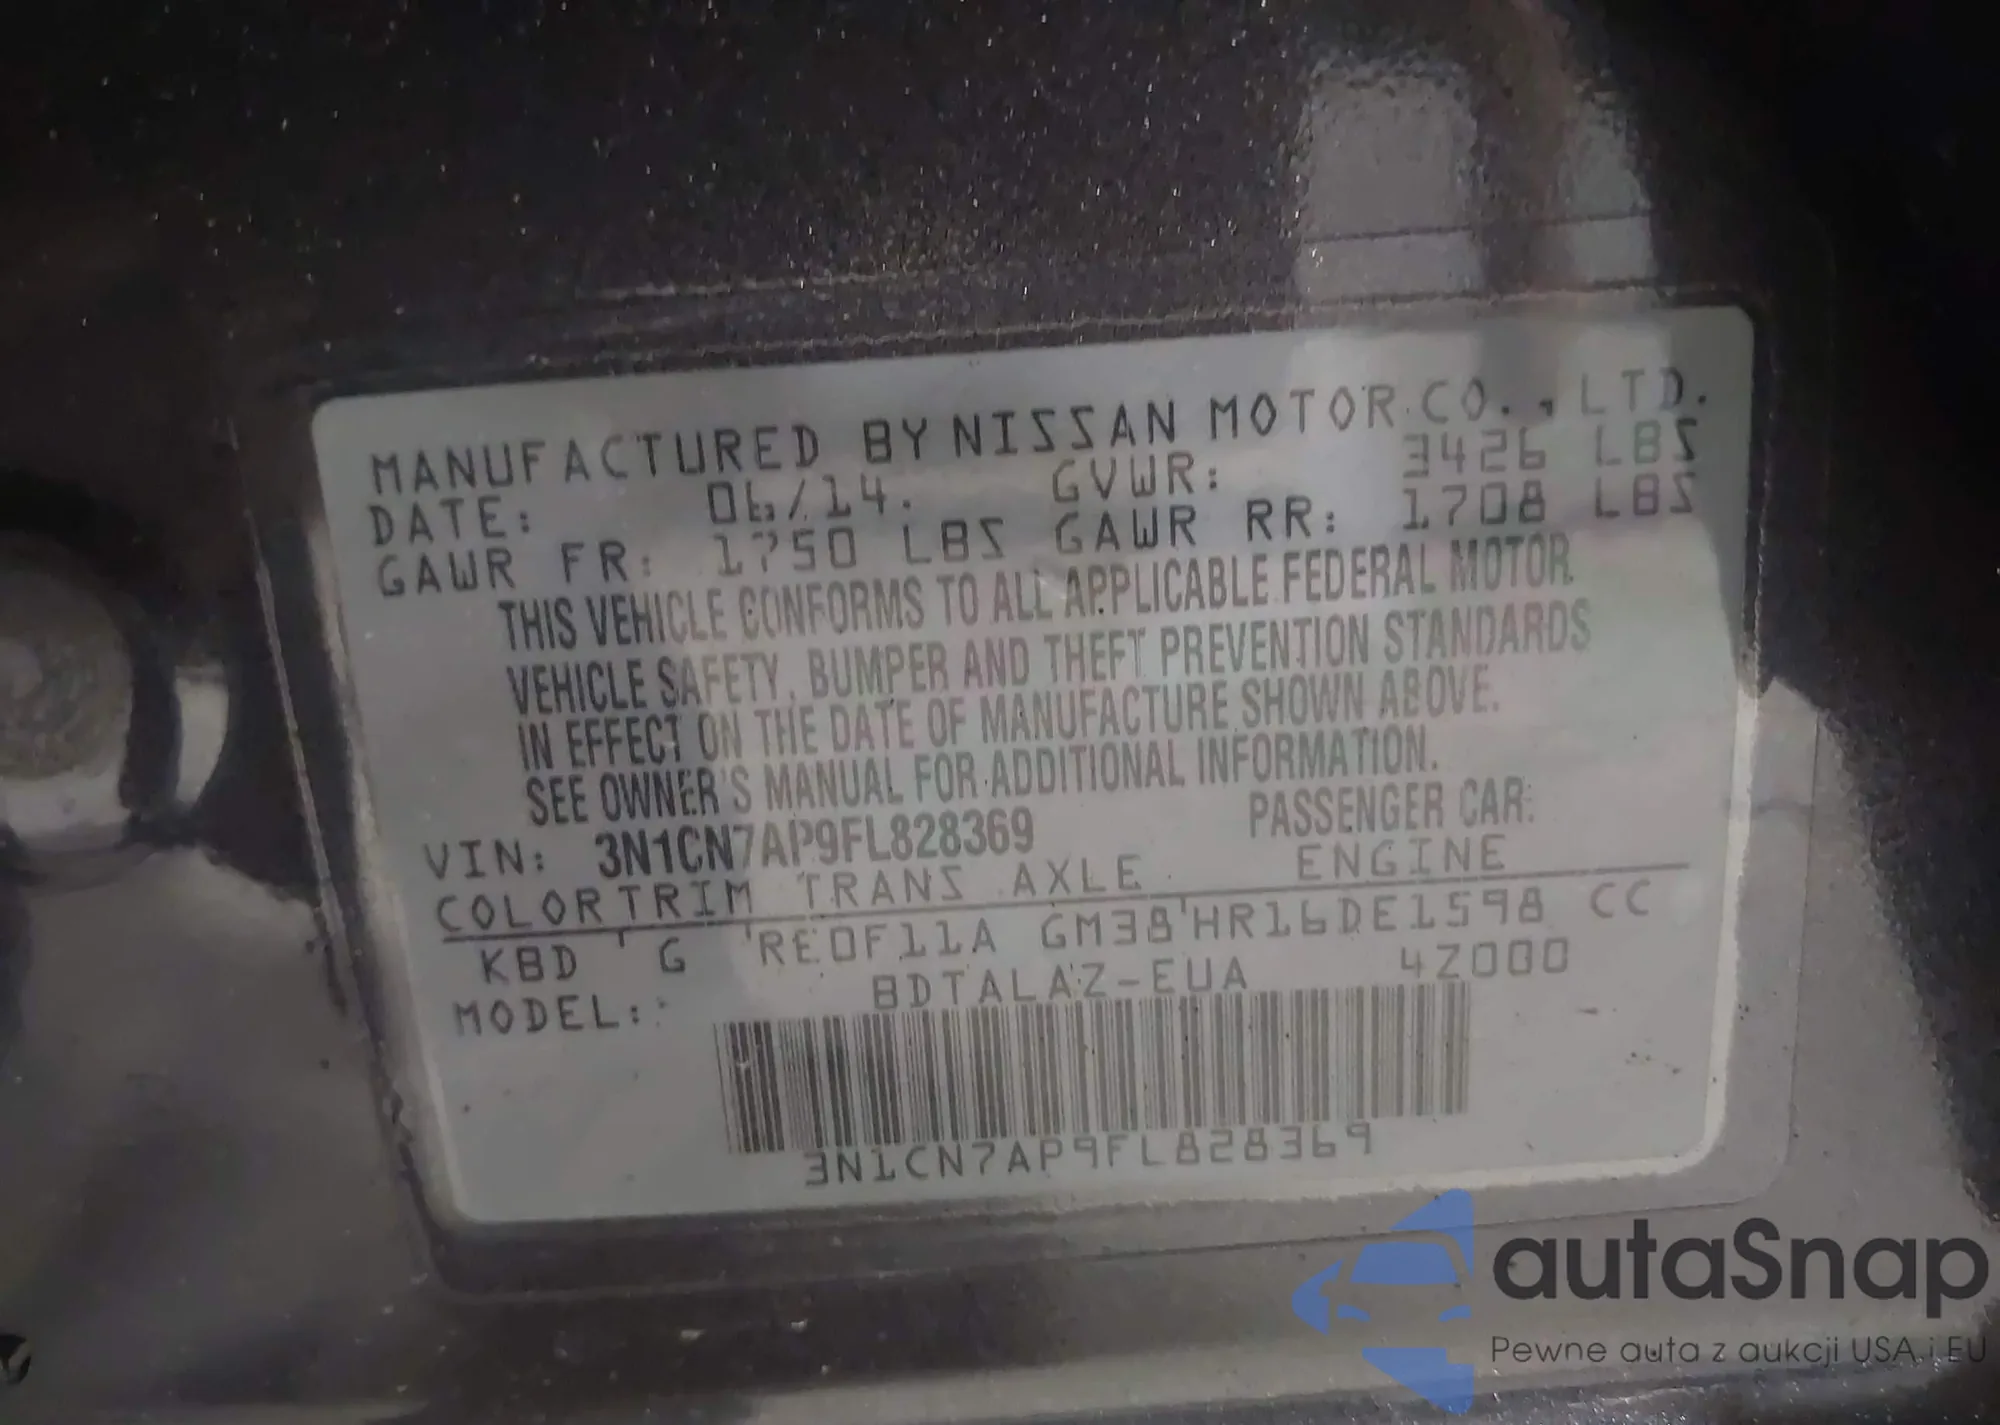 MANUFACTURED BY NISSAN MOTOR CO., LTD.
DATE: 06/14. GVWR: 3426 LBS
GAWR FR: 1750 LBS GAWR RR: 1708 LBS
THIS VEHICLE CONFORMS TO ALL APPLICABLE FEDERAL MOTOR
VEHICLE SAFETY, BUMPER AND THEFT PREVENTION STANDARDS
IN EFFECT ON THE DATE OF MANUFACTURE SHOWN ABOVE.
SEE OWNER'S MANUAL FOR ADDITIONAL INFORMATION.
VIN: 3N1CN7AP9FL828369 PASSENGER CAR:
COLOR TRIM TRANS AXLE ENGINE
KBD G RE0F11A GM38 HR16DE1598 CC
MODEL: BDTALAZ-EUA 4Z000
3N1CN7AP9FL828369
autaSnap
Pewne auta z aukcji USA i EU